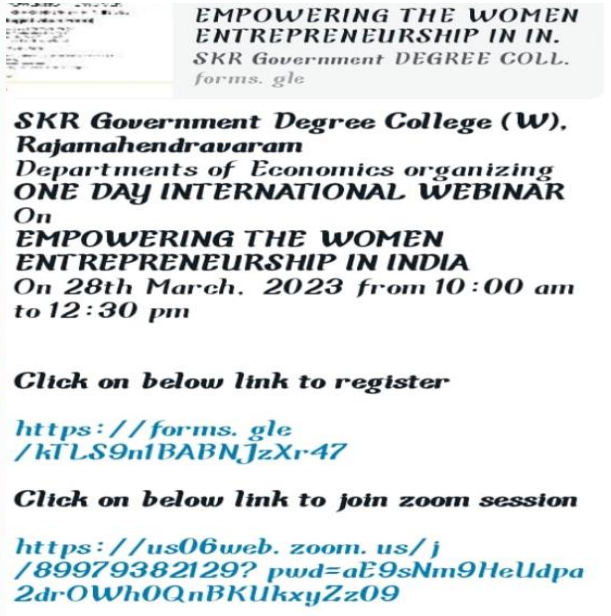 EMPOWERING THE WOMEN
ENTREPRENEURSHIP IN IN.
SKR Government DEGREE COLL.
forms. gle
SKR Government Degree College (W),
Rajamahendravaram
Departments of Economics organizing
ONE DAY INTERNATIONAL WEBINAR
On
EMPOWERING THE WOMEN
ENTREPRENEURSHIP IN INDIA
On 28th March, 2023 from 10:00 am
to 12:30 pm
Click on below link to register
https://forms. gle
/kTLS9n1BABNJzXr47
Click on below link to join zoom session
https://us06web. zoom. us/j
/89979382129? pwd=aE9sNm9HeUdpa
2drOWh0QnBKUkxyZz09